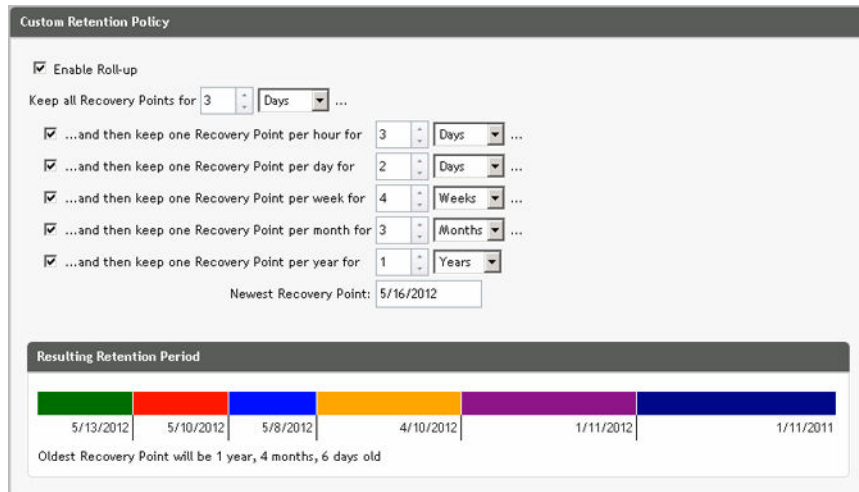 Custom Retention Policy
Enable Roll-up
Keep all Recovery Points for 3 Days ...
...and then keep one Recovery Point per hour for 3 Days ...
...and then keep one Recovery Point per day for 2 Days ...
...and then keep one Recovery Point per week for 4 Weeks ...
...and then keep one Recovery Point per month for 3 Months ...
...and then keep one Recovery Point per year for 1 Years
Newest Recovery Point: 5/16/2012
Resulting Retention Period
5/13/2012 5/10/2012 5/8/2012 4/10/2012 1/11/2012 1/11/2011
Oldest Recovery Point will be 1 year, 4 months, 6 days old